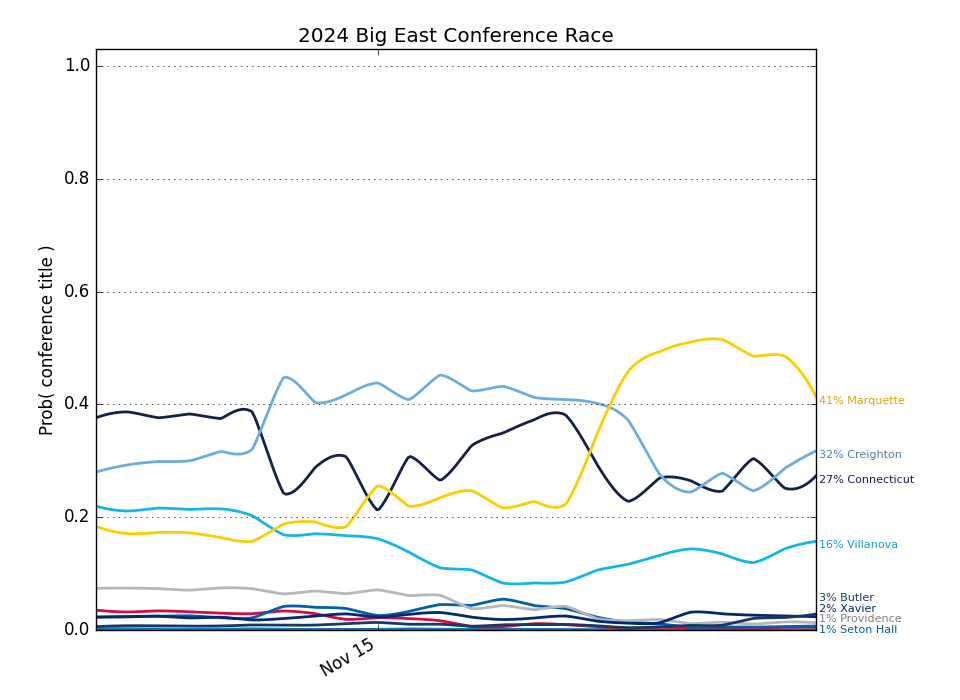 2024 Big East Conference Race
1.0
0.8
0.6
0.4
0.2
0.0
Prob( conference title )
Nov 15
41% Marquette
32% Creighton
27% Connecticut
16% Villanova
3% Butler
2% Xavier
1% Providence
1% Seton Hall